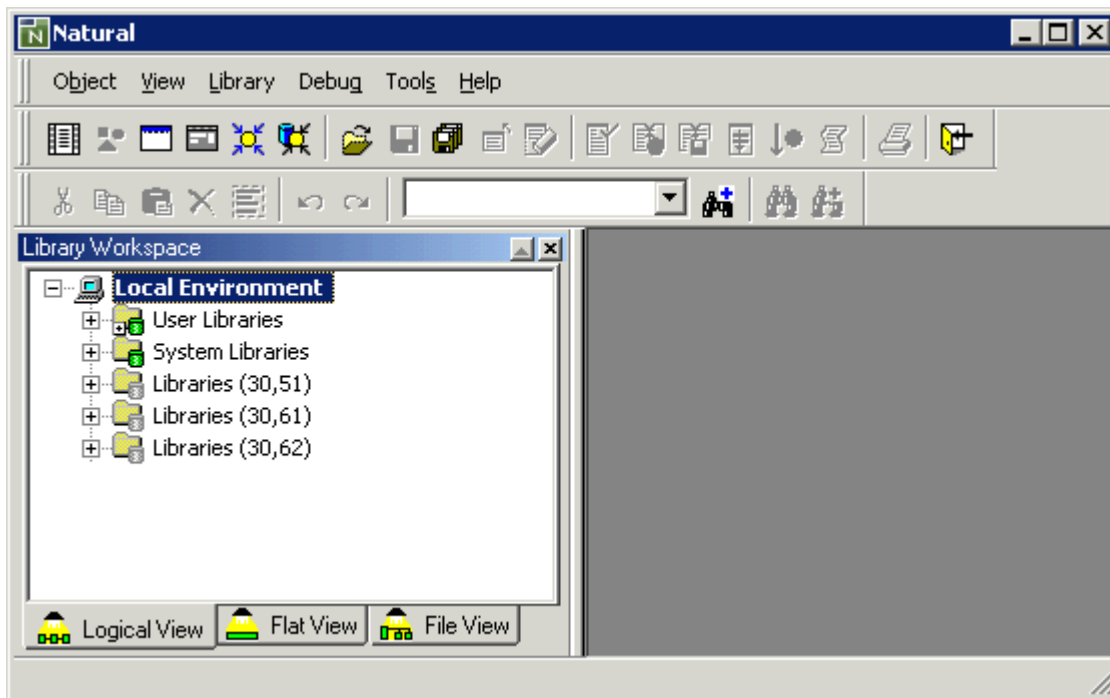 Natural
Object View Library Debug Tools Help
Library Workspace
Local Environment
User Libraries
System Libraries
Libraries (30,51)
Libraries (30,61)
Libraries (30,62)
Logical View Flat View File View